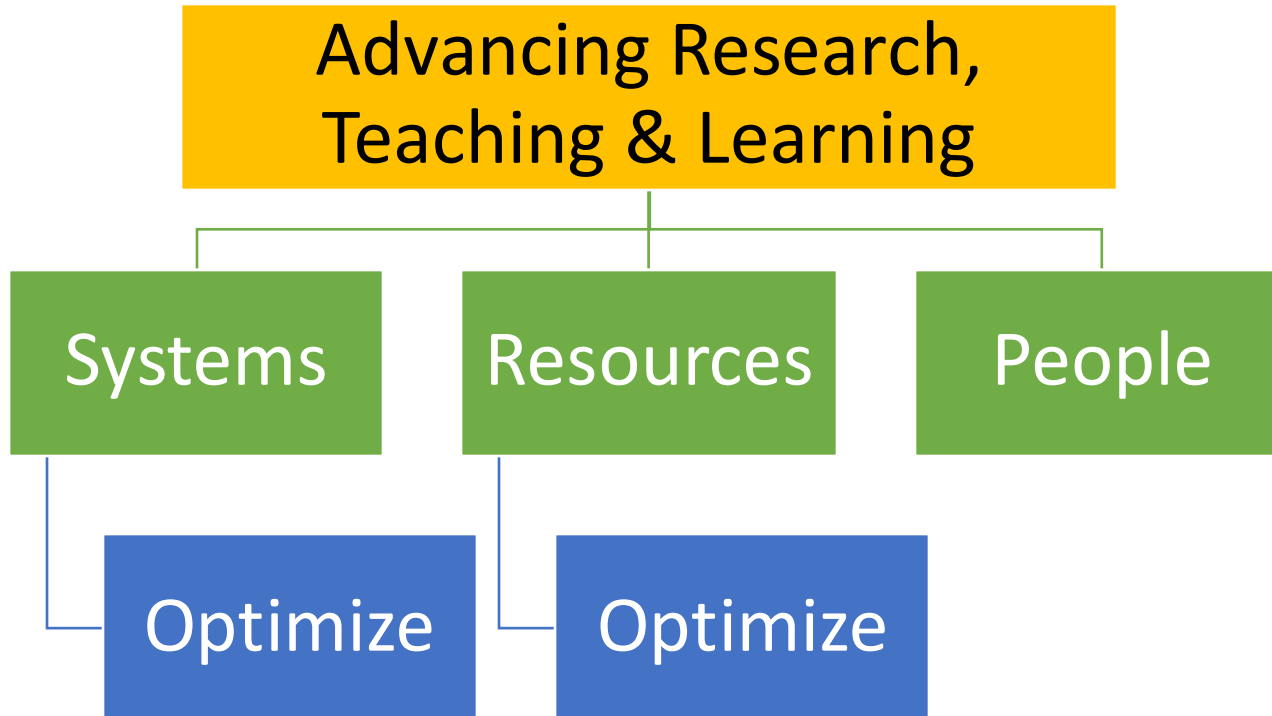 Advancing Research,
Teaching & Learning
Systems
Resources
People
Optimize
Optimize